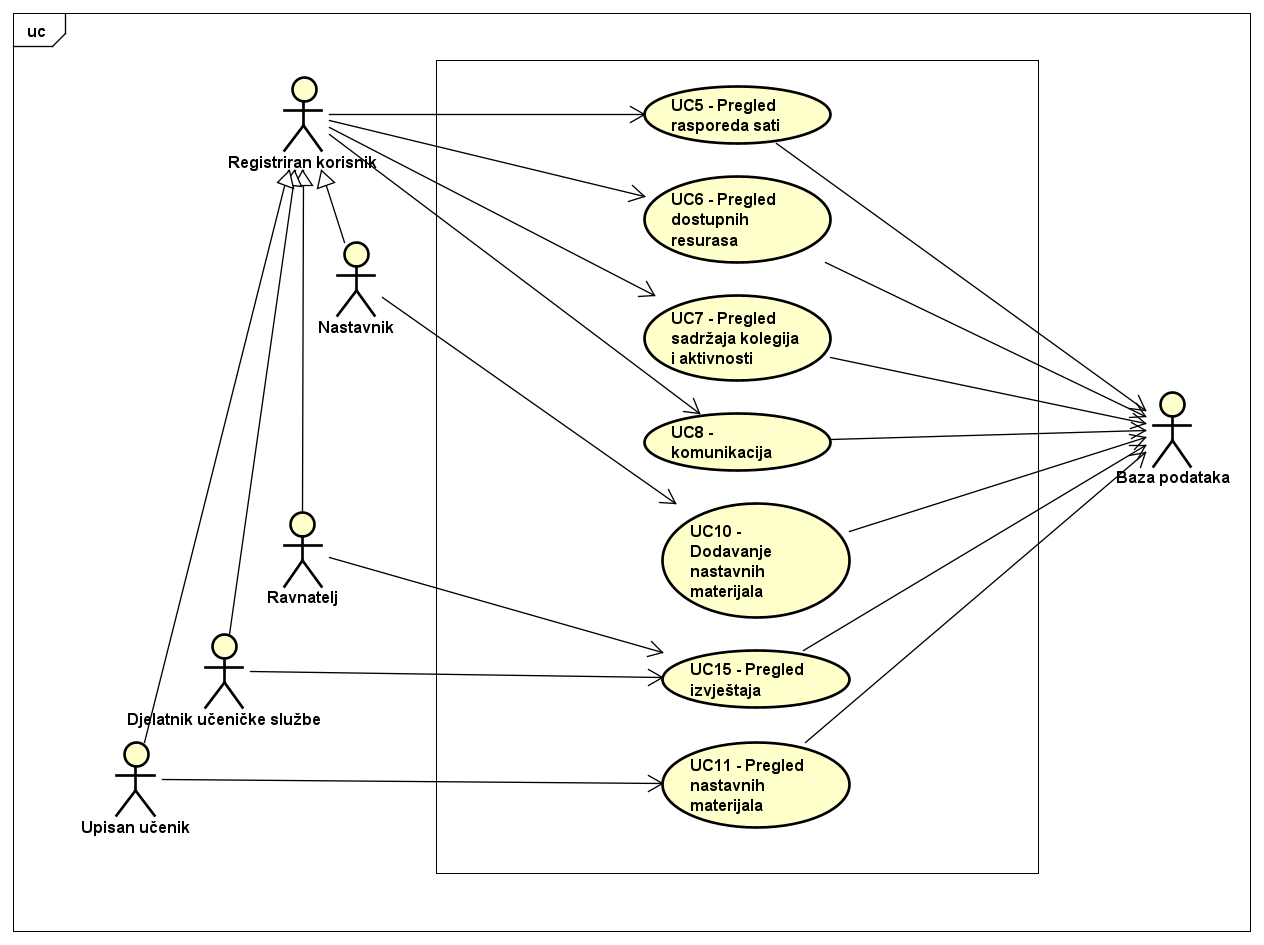 uc
Registriran korisnik
Nastavnik
Ravnatelj
Djelatnik učeničke službe
Upisan učenik
UC5 - Pregled
rasporeda sati
UC6 - Pregled
dostupnih
resurasa
UC7 - Pregled
sadržaja kolegija
i aktivnosti
UC8 -
komunikacija
UC10 -
Dodavanje
nastavnih
materijala
UC15 - Pregled
izvještaja
UC11 - Pregled
nastavnih
materijala
Baza podataka